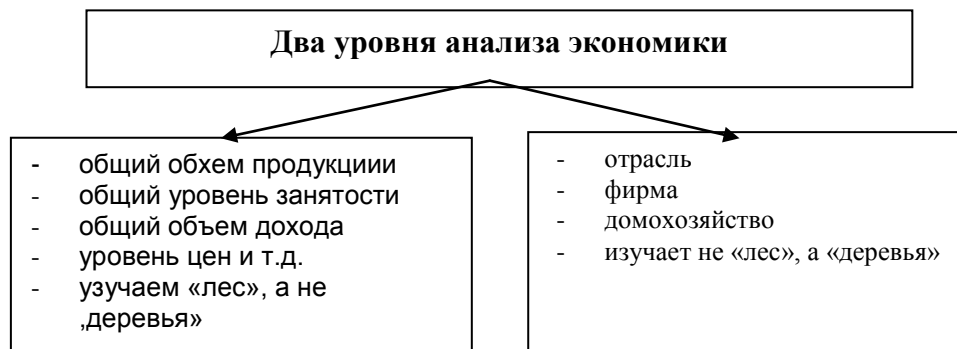 Два уровня анализа экономики
- общий обхем продукциии
- общий уровень занятости
- общий объем дохода
- уровень цен и т.д.
- узучаем «лес», а не
‚деревья»
- отрасль
- фирма
- домохозяйство
- изучает не «лес», а «деревья»